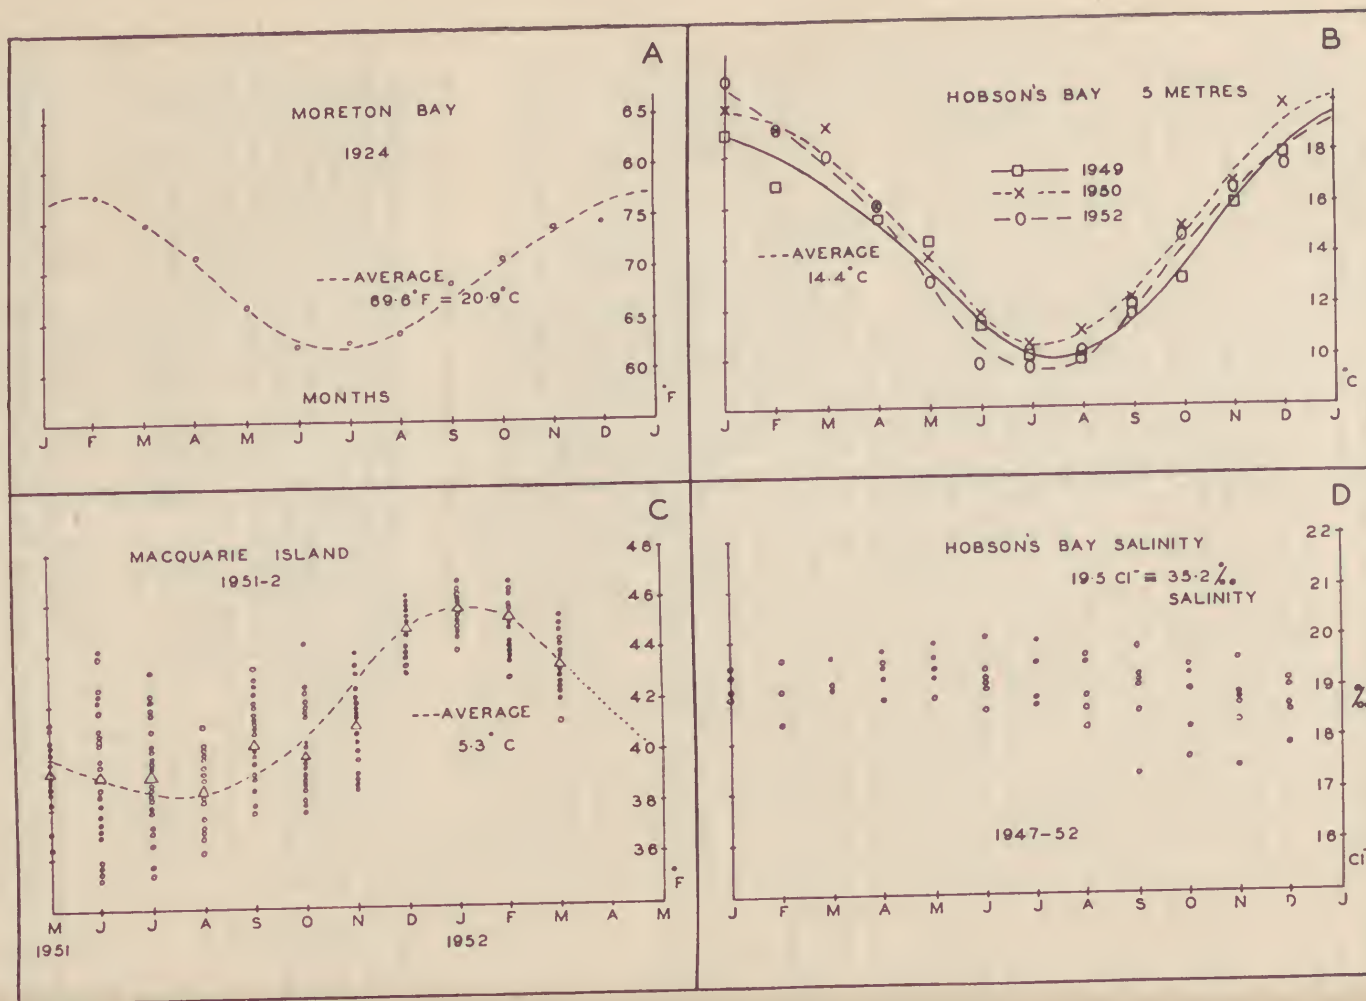 A
MORETON BAY
1924
65
60
75
70
65
60
°F
---AVERAGE
69·6°F = 20·9°C
MONTHS
J F M A M J J A S O N D J
B
HOBSON'S BAY 5 METRES
1949
1950
1952
---AVERAGE
14·4°C
18
16
14
12
10
°C
J F M A M J J A S O N D J
C
MACQUARIE ISLAND
1951-2
48
46
44
42
40
38
36
°F
---AVERAGE
5·3°C
M J J A S O N D J F M A M
1951
1952
D
HOBSON'S BAY SALINITY
19·5 Cl⁻ = 35·2‰
SALINITY
22
21
20
19
18
17
16
‰
Cl⁻
1947-52
J F M A M J J A S O N D J